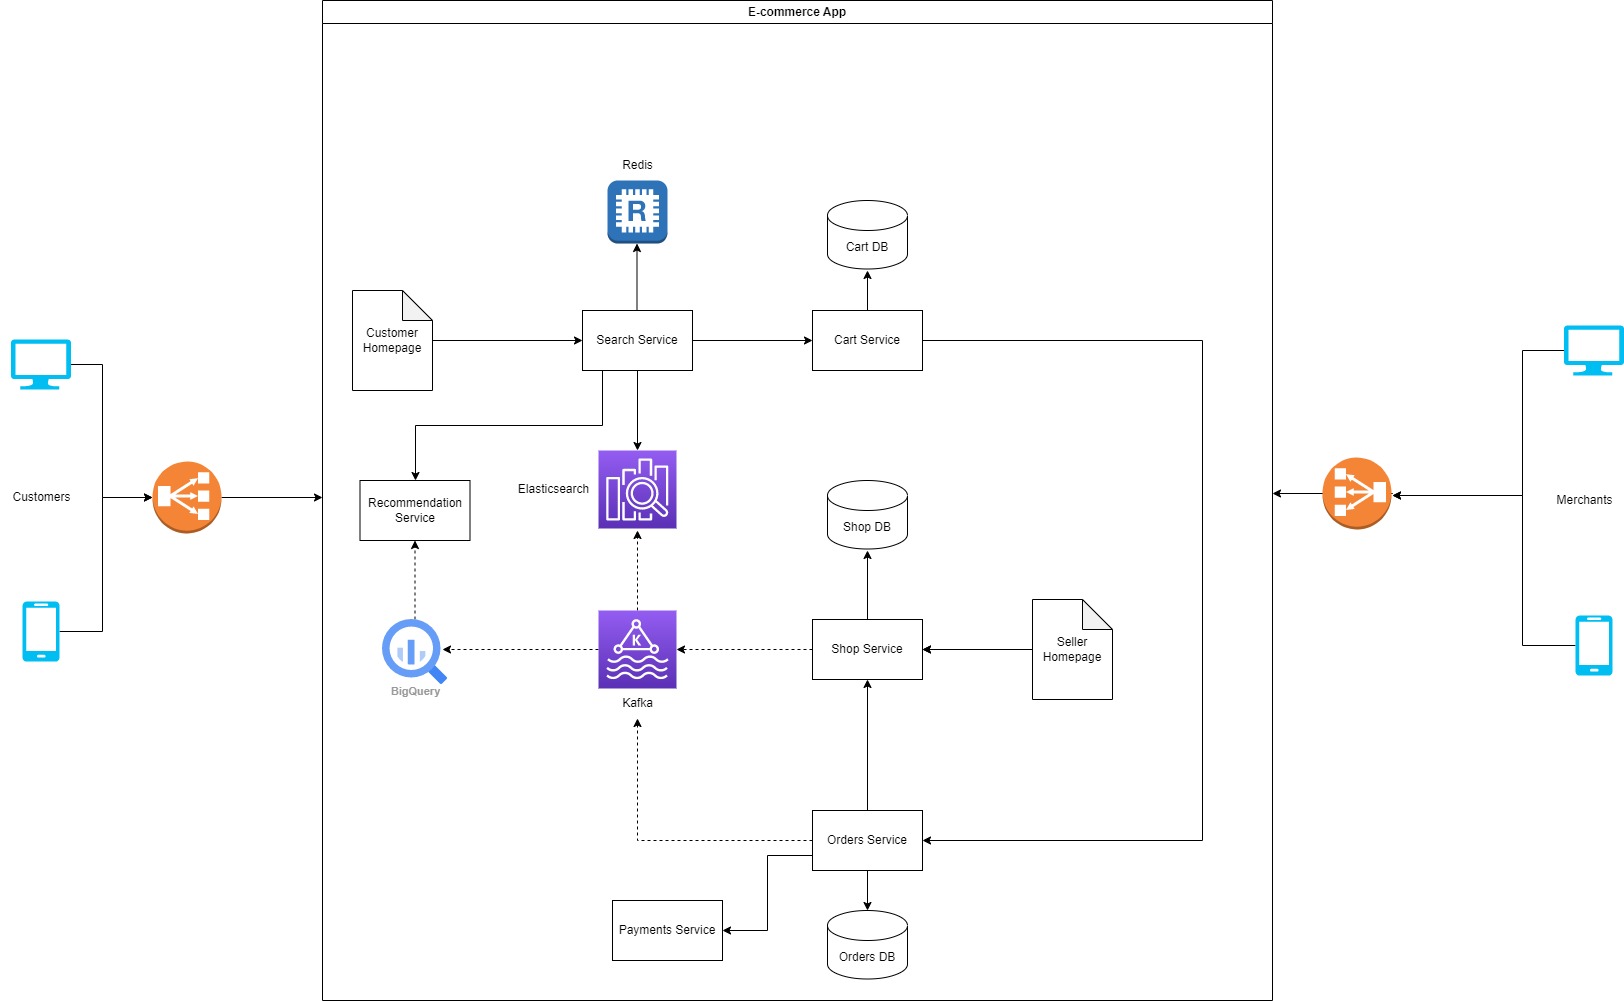 E-commerce App
Redis
R
Cart DB
Customer
Homepage
Search Service
Cart Service
Customers
Recommendation
Service
Elasticsearch
Shop DB
Merchants
K
Shop Service
Seller
Homepage
BigQuery
Kafka
Orders Service
Payments Service
Orders DB